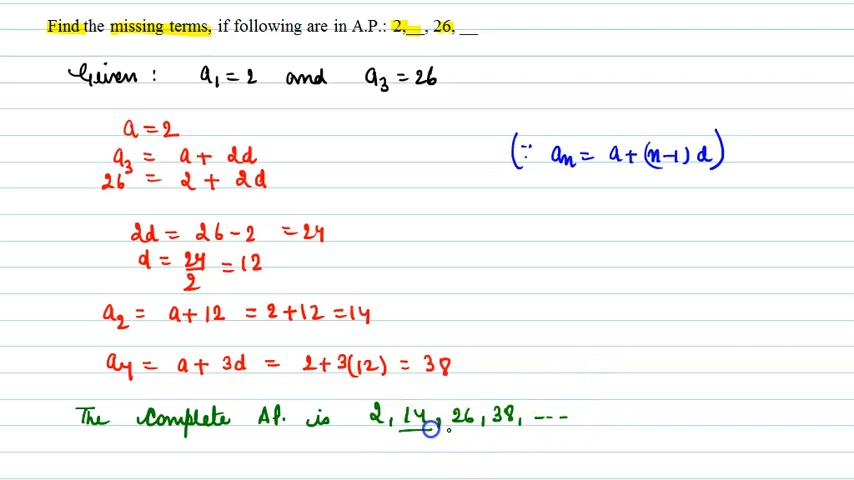 Find the missing terms, if following are in A.P.: 2,__ , 26, __
Given : a₁ = 2 and a₃ = 26
a = 2
a₃ = a + 2d
(∵ aₙ = a + (n-1) d)
26 = 2 + 2d
2d = 26 - 2 = 24
d = 24/2 = 12
a₂ = a + 12 = 2 + 12 = 14
a₄ = a + 3d = 2 + 3(12) = 38
The complete AP. is 2, 14, 26, 38, ---